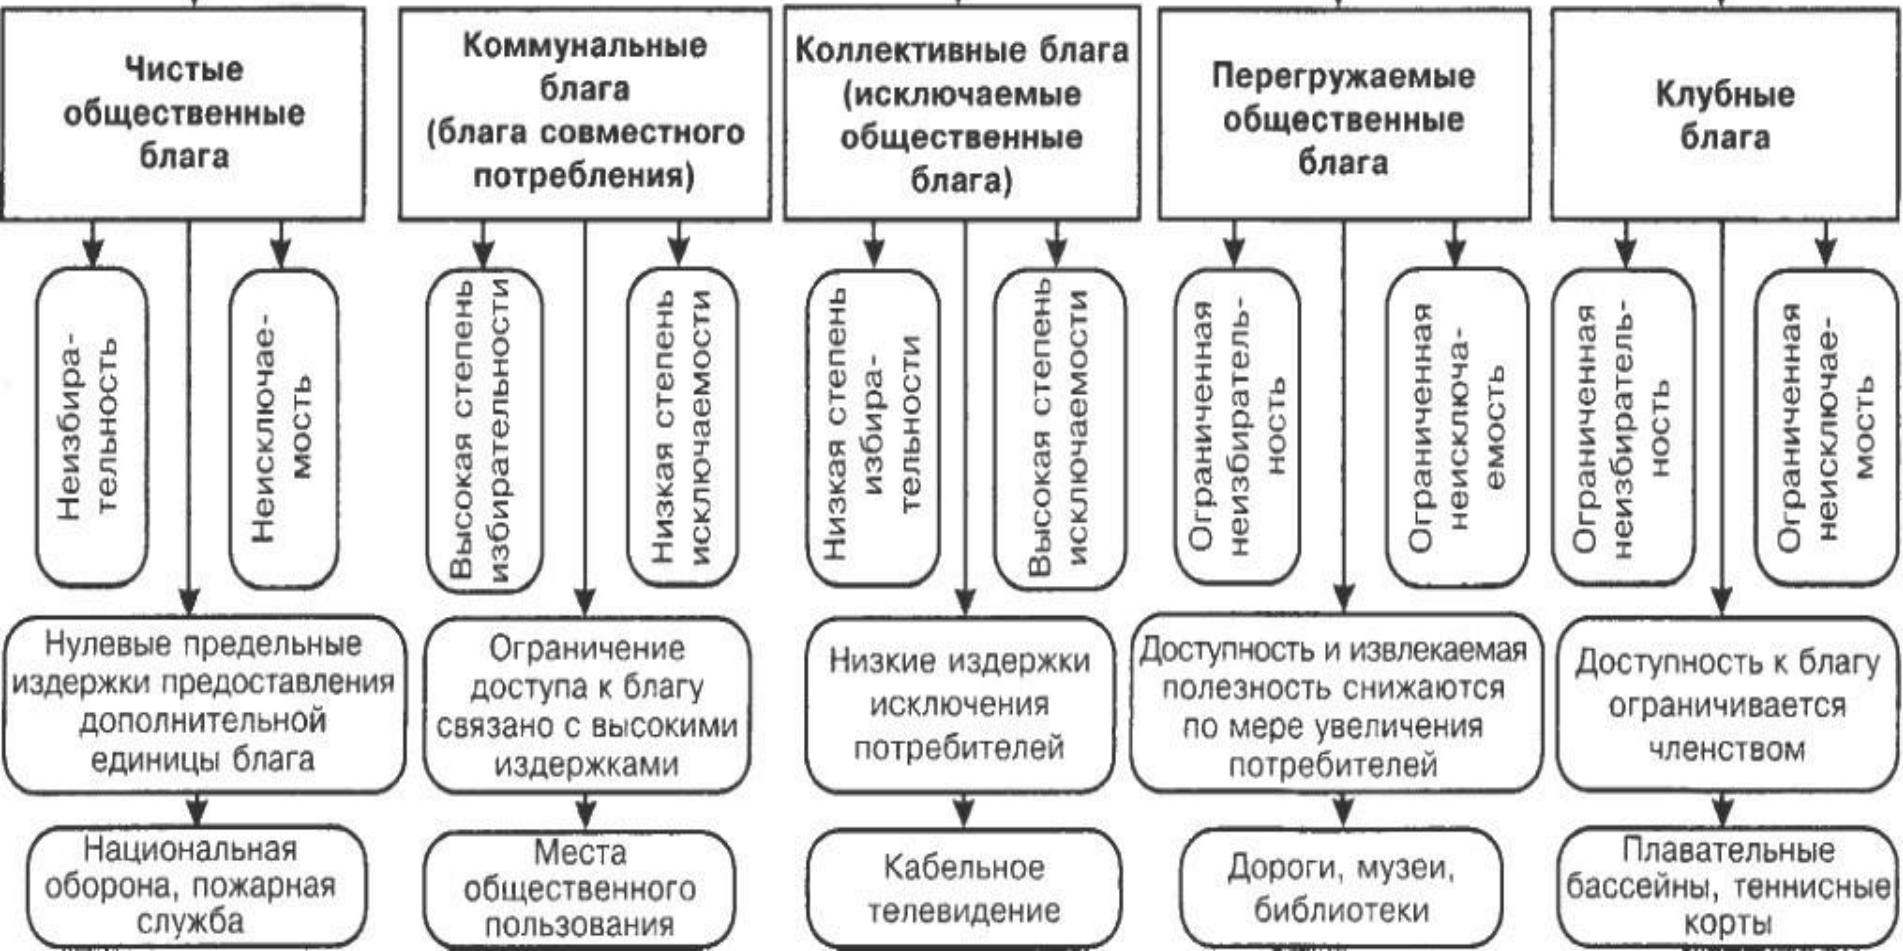 Чистые
общественные
блага
Коммунальные
блага
(блага совместного
потребления)
Коллективные блага
(исключаемые
общественные
блага)
Перегружаемые
общественные
блага
Клубные
блага
Неизбира-
тельность
Неисключае-
мость
Высокая степень
избирательности
Низкая степень
исключаемости
Низкая степень
избира-
тельности
Высокая степень
исключаемости
Ограниченная
неизбиратель-
ность
Ограниченная
неисключа-
емость
Ограниченная
неизбиратель-
ность
Ограниченная
неисключае-
мость
Нулевые предельные
издержки предоставления
дополнительной
единицы блага
Ограничение
доступа к благу
связано с высокими
издержками
Низкие издержки
исключения
потребителей
Доступность и извлекаемая
полезность снижаются
по мере увеличения
потребителей
Доступность к благу
ограничивается
членством
Национальная
оборона, пожарная
служба
Места
общественного
пользования
Кабельное
телевидение
Дороги, музеи,
библиотеки
Плавательные
бассейны, теннисные
корты